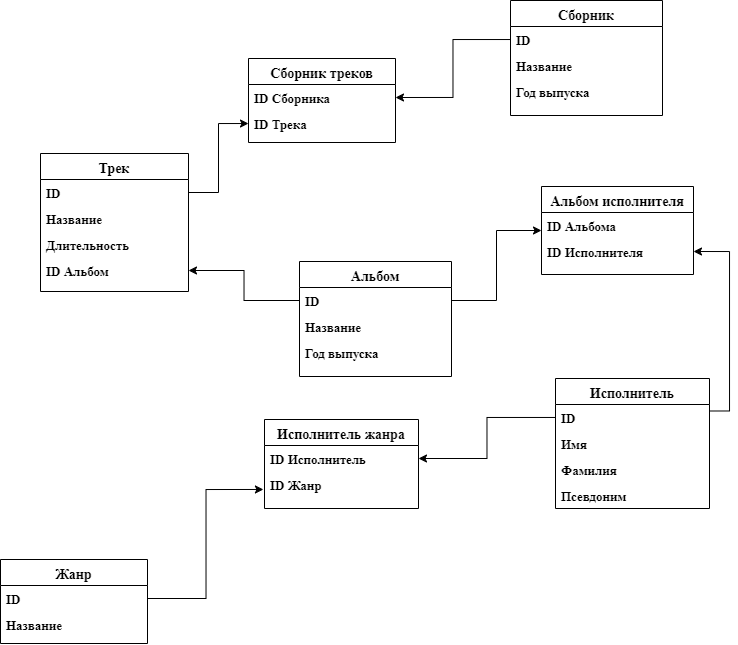 Сборник
ID
Название
Год выпуска
Сборник треков
ID Сборника
ID Трека
Трек
ID
Название
Длительность
ID Альбом
Альбом исполнителя
ID Альбома
ID Исполнителя
Альбом
ID
Название
Год выпуска
Исполнитель
ID
Имя
Фамилия
Псевдоним
Исполнитель жанра
ID Исполнитель
ID Жанр
Жанр
ID
Название